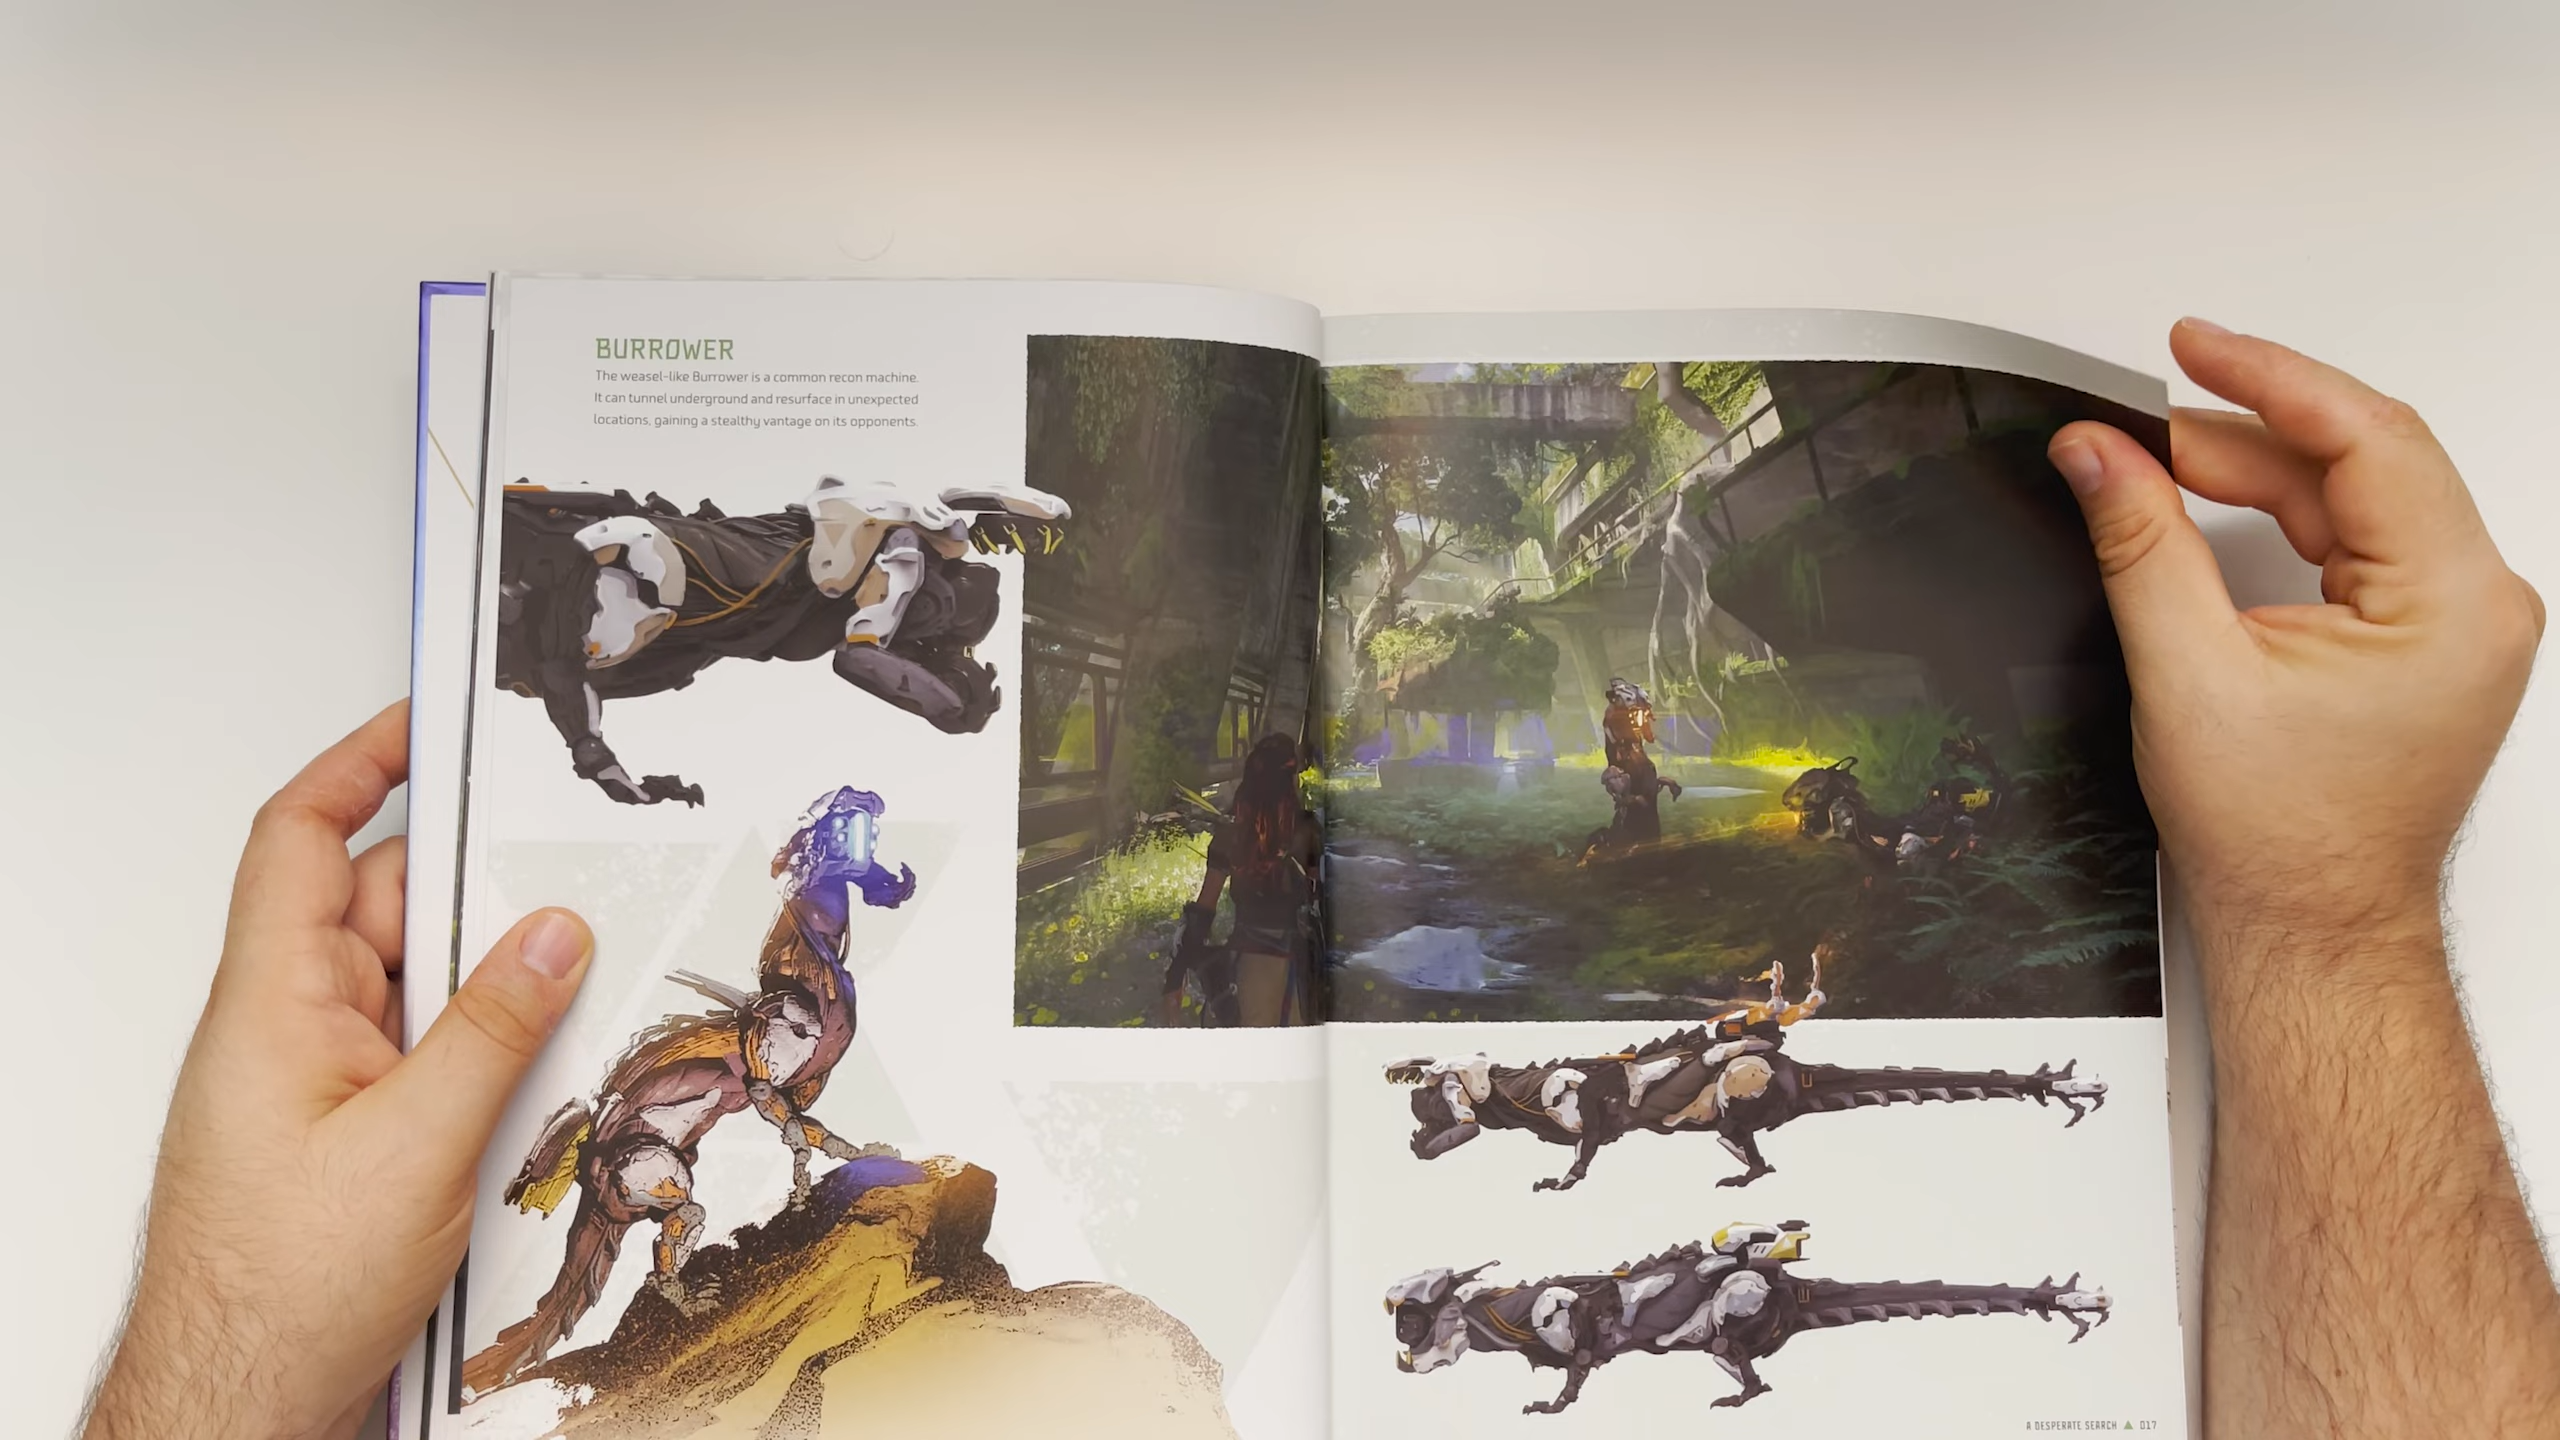 BURROWER
The weasel-like Burrower is a common recon machine.
It can tunnel underground and resurface in unexpected
locations, gaining a stealthy vantage on its opponents.
A DESPERATE SEARCH ▲ 017